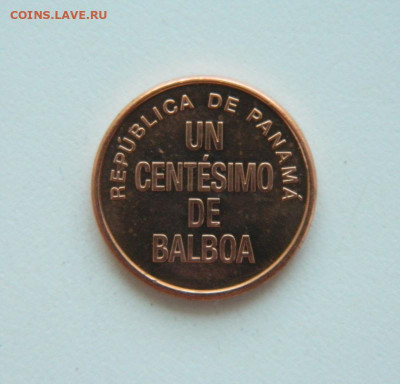 COINS.LAVE.RU
REPÚBLICA DE PANAMÁ
UN
CENTÉSIMO
DE
BALBOA